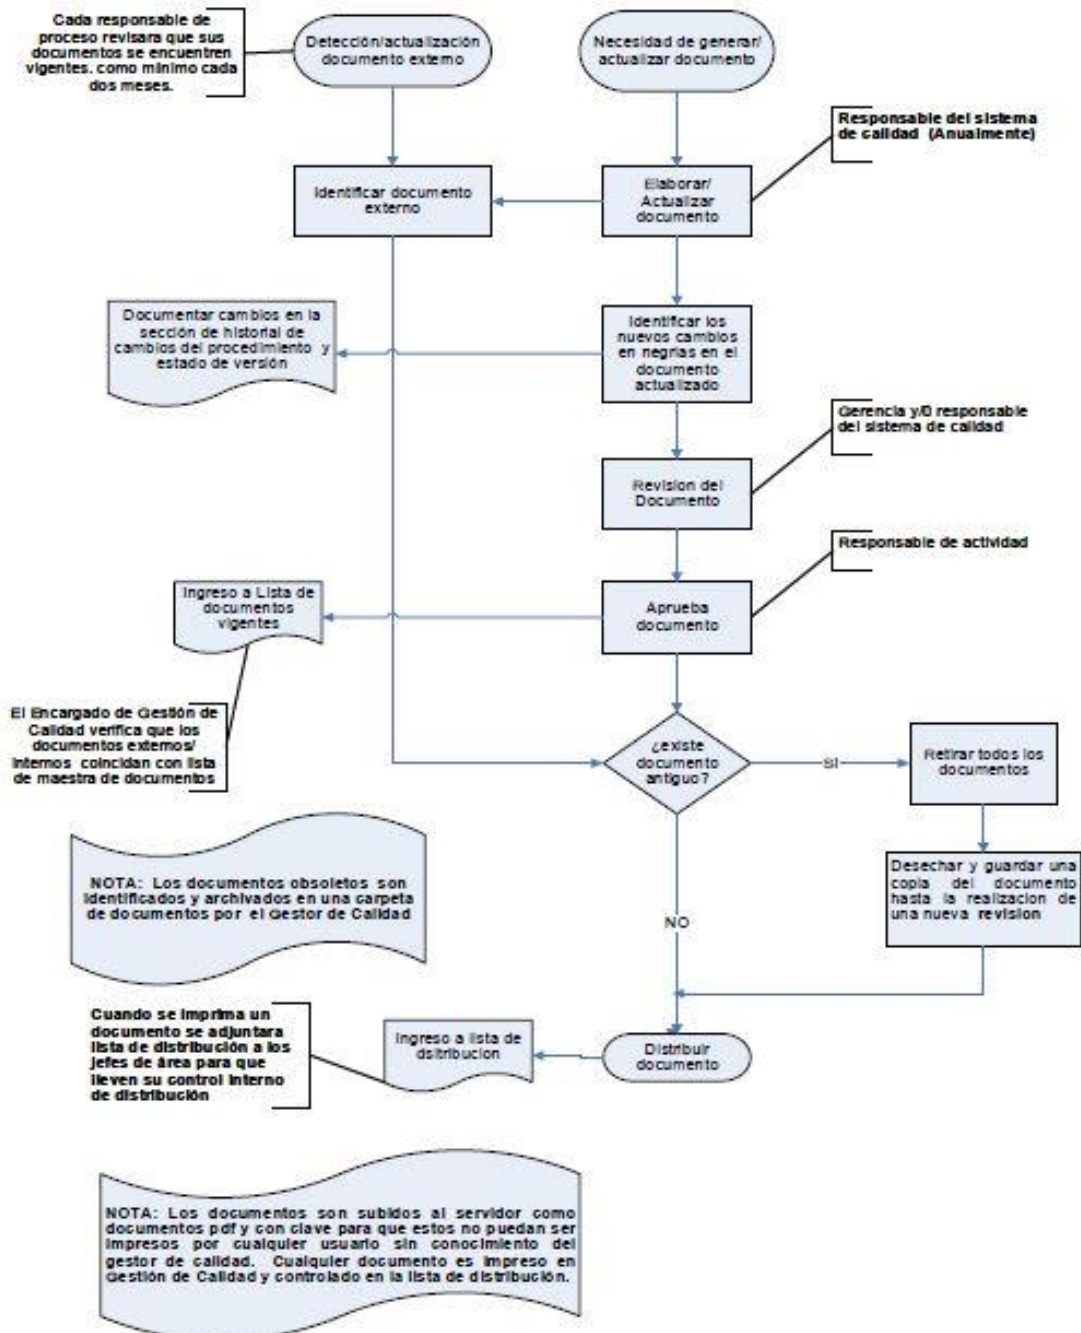 Cada responsable de
proceso revisara que sus
documentos se encuentren
vigentes. como mínimo cada
dos meses.
Detección/actualización
documento externo
Necesidad de generar/
actualizar documento
Responsable del sistema
de calidad (Anualmente)
Identificar documento
externo
Elaborar/
Actualizar
documento
Documentar cambios en la
sección de historial de
cambios del procedimiento y
estado de versión
Identificar los
nuevos cambios
en negrias en el
documento
actualizado
Gerencia y/0 responsable
del sistema de calidad
Revision del
Documento
Responsable de actividad
Ingreso a Lista de
documentos
vigentes
Aprueba
documento
El Encargado de Gestión de
Calidad verifica que los
documentos externos/
internos coincidan con lista
de maestra de documentos
¿existe
documento
antiguo?
SI
Retirar todos los
documentos
Desechar y guardar una
copia del documento
hasta la realizacion de
una nueva revision
NOTA: Los documentos obsoletos son
identificados y archivados en una carpeta
de documentos por el Gestor de Calidad
NO
Cuando se imprima un
documento se adjuntara
lista de distribución a los
jefes de área para que
lleven su control interno
de distribución
Ingreso a lista de
dsitribucion
Distribuir
documento
NOTA: Los documentos son subidos al servidor como
documentos pdf y con clave para que estos no puedan ser
impresos por cualquier usuario sin conocimiento del
gestor de calidad. Cualquier documento es impreso en
Gestión de Calidad y controlado en la lista de distribución.